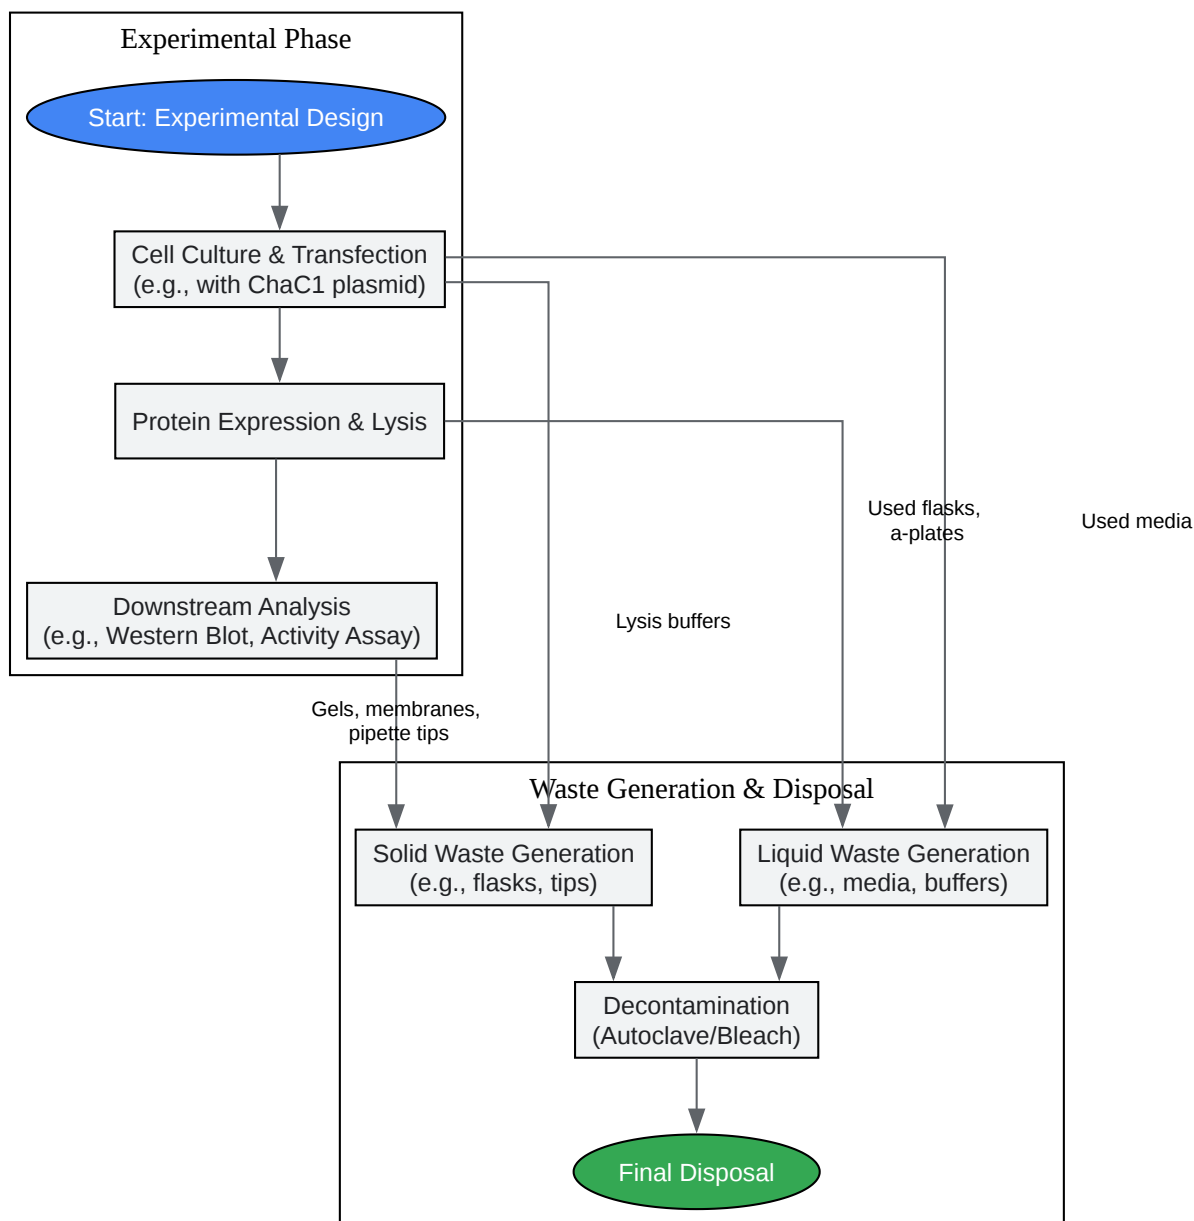 Experimental Phase
Start: Experimental Design
Cell Culture & Transfection
(e.g., with ChaC1 plasmid)
Protein Expression & Lysis
Used flasks,
a-plates
Used media
Downstream Analysis
(e.g., Western Blot, Activity Assay)
Lysis buffers
Gels, membranes,
pipette tips
Waste Generation & Disposal
Solid Waste Generation
(e.g., flasks, tips)
Liquid Waste Generation
(e.g., media, buffers)
Decontamination
(Autoclave/Bleach)
Final Disposal